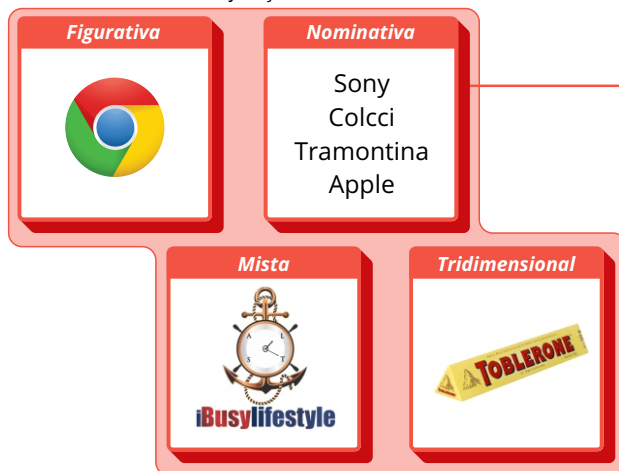 Figurativa
Nominativa
Sony
Colcci
Tramontina
Apple
Mista
A L
S T
iBusylifestyle
Tridimensional
TOBLERONE